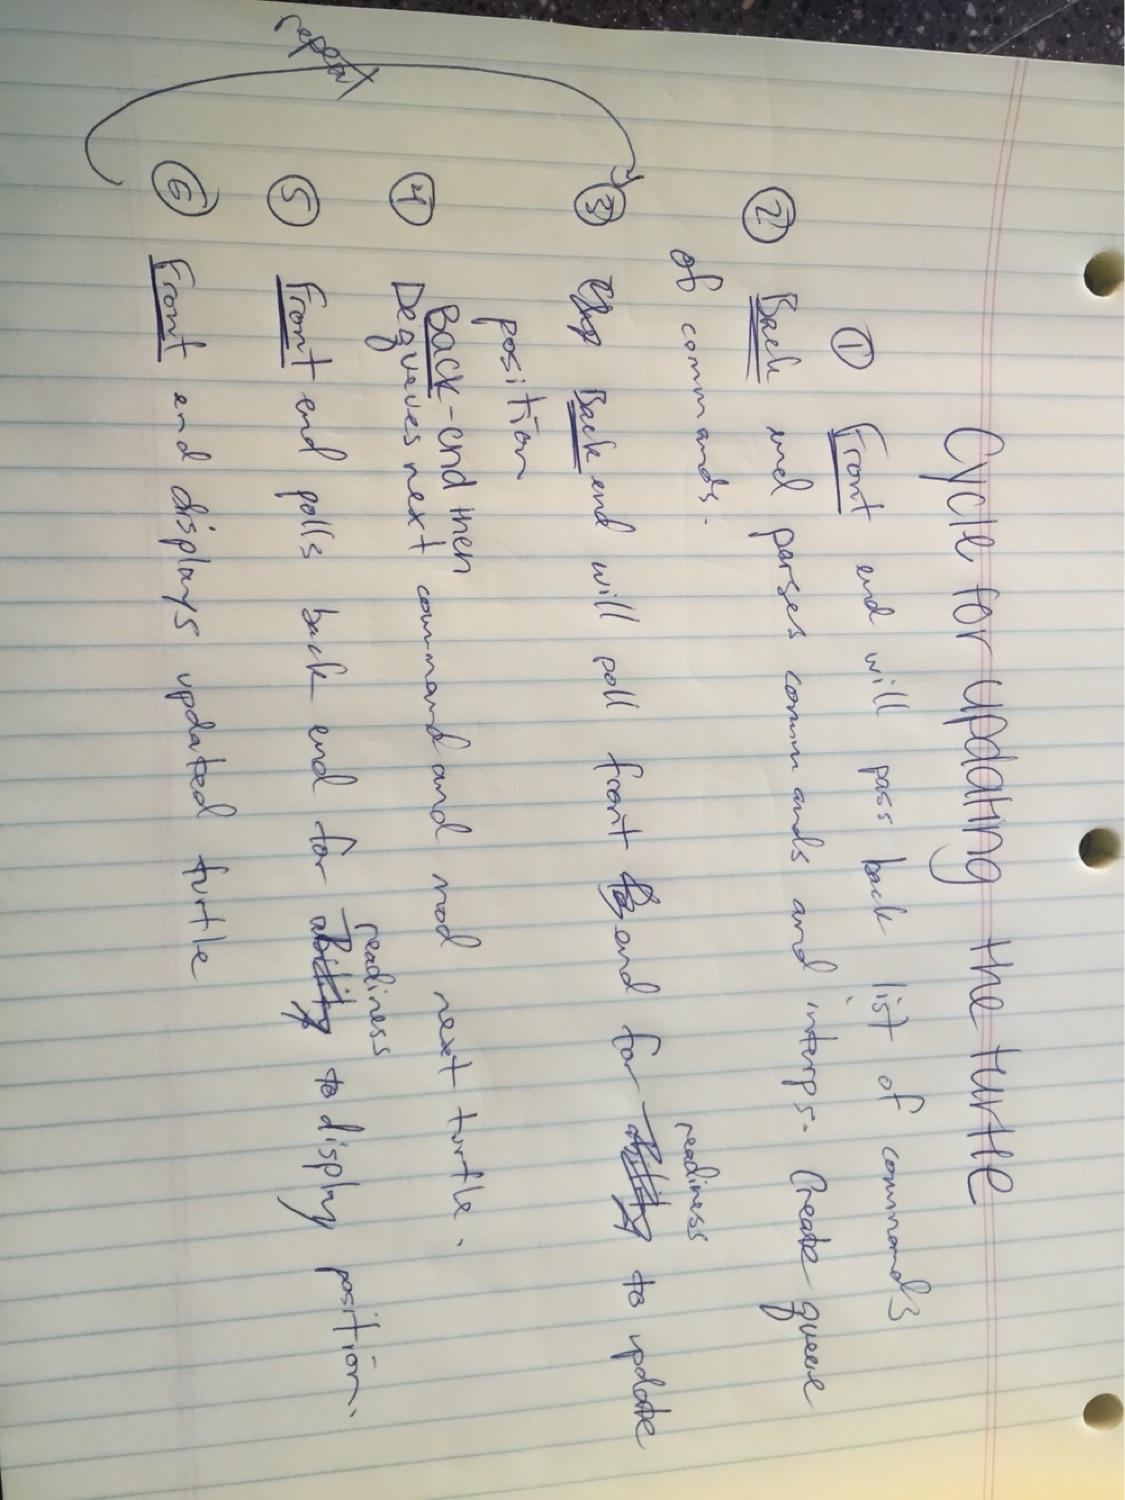 Cycle for updating the turtle
① Front end will pass back list of commands
② Back end parses commands and interps. Create queue
of commands.
③ Back end will poll front end for readiness to update
position
④ Back-end then
Dequeues next command and mod next turtle.
⑤ Front end polls back end for readiness to display position.
⑥ Front end displays updated turtle
repeat